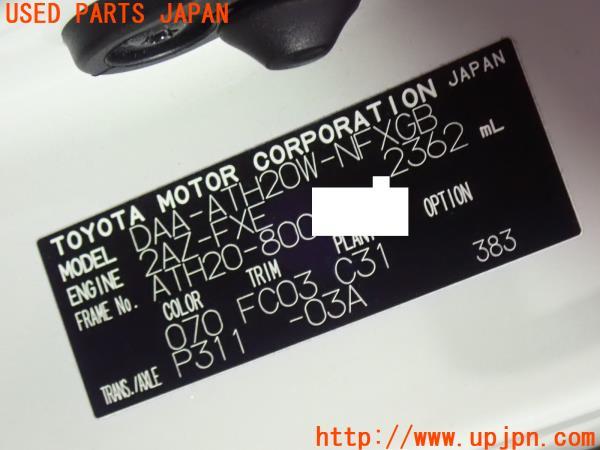 USED PARTS JAPAN
TOYOTA MOTOR CORPORATION JAPAN
MODEL DAA-ATH20W-NFXGB
ENGINE 2AZ-FXE 2362 mL
FRAME No. ATH20-800
COLOR TRIM PLANT OPTION
070 FC03 C31 383
TRANS./AXLE P311 -03A
http://www.upjpn.com